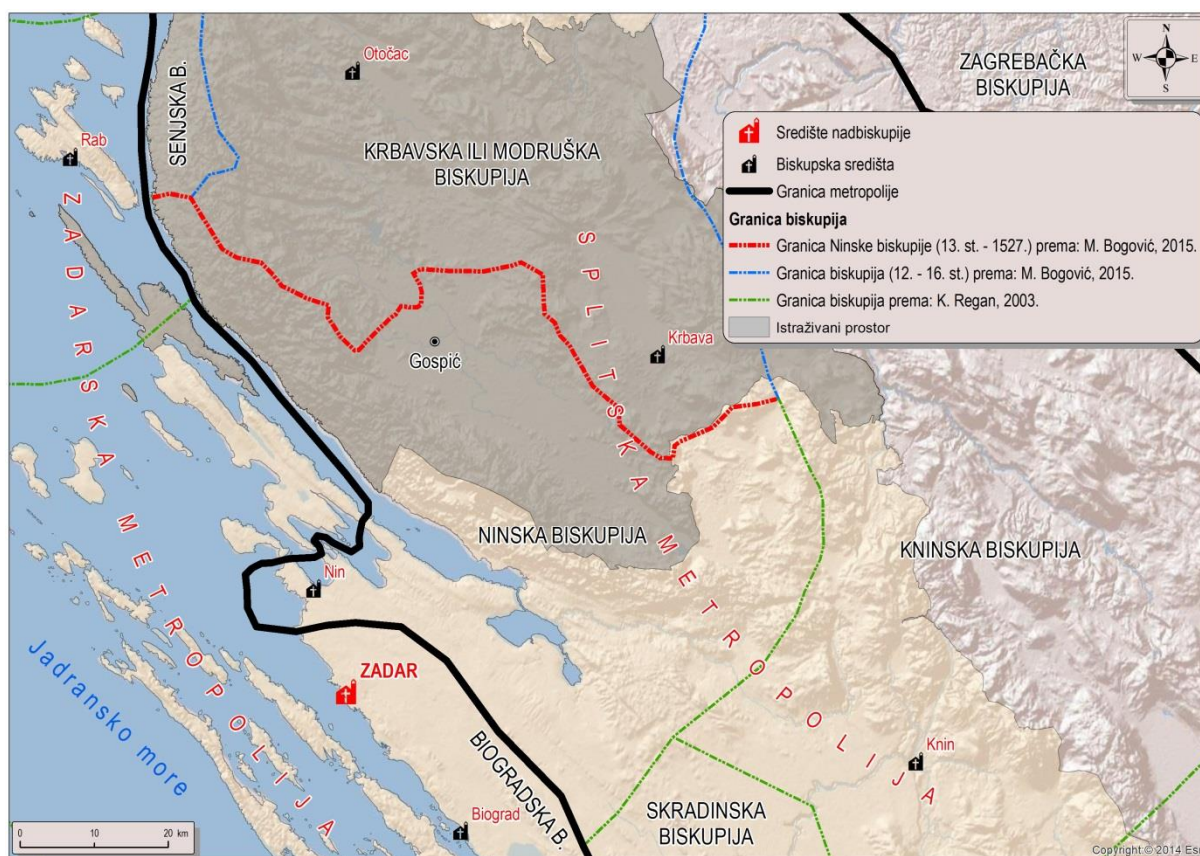 N
W E
S
ZAGREBAČKA
BISKUPIJA
Otočac
SENJSKA B.
Rab
KRBAVSKA ILI MODRUŠKA
BISKUPIJA
Središte nadbiskupije
Biskupska središta
Granica metropolije
Granica biskupija
Granica Ninske biskupije (13. st. - 1527.) prema: M. Bogović, 2015.
Granica biskupija (12. - 16. st.) prema: M. Bogović, 2015.
Granica biskupija prema: K. Regan, 2003.
Istraživani prostor
ZADARSKA METROPOLIJA
SPLITSKA METROPOLIJA
Gospić
Krbava
NINSKA BISKUPIJA
KNINSKA BISKUPIJA
Nin
ZADAR
Jadransko more
BIOGRADSKA B.
Biograd
SKRADINSKA
BISKUPIJA
Knin
0 10 20 km
Copyright:© 2014 Es